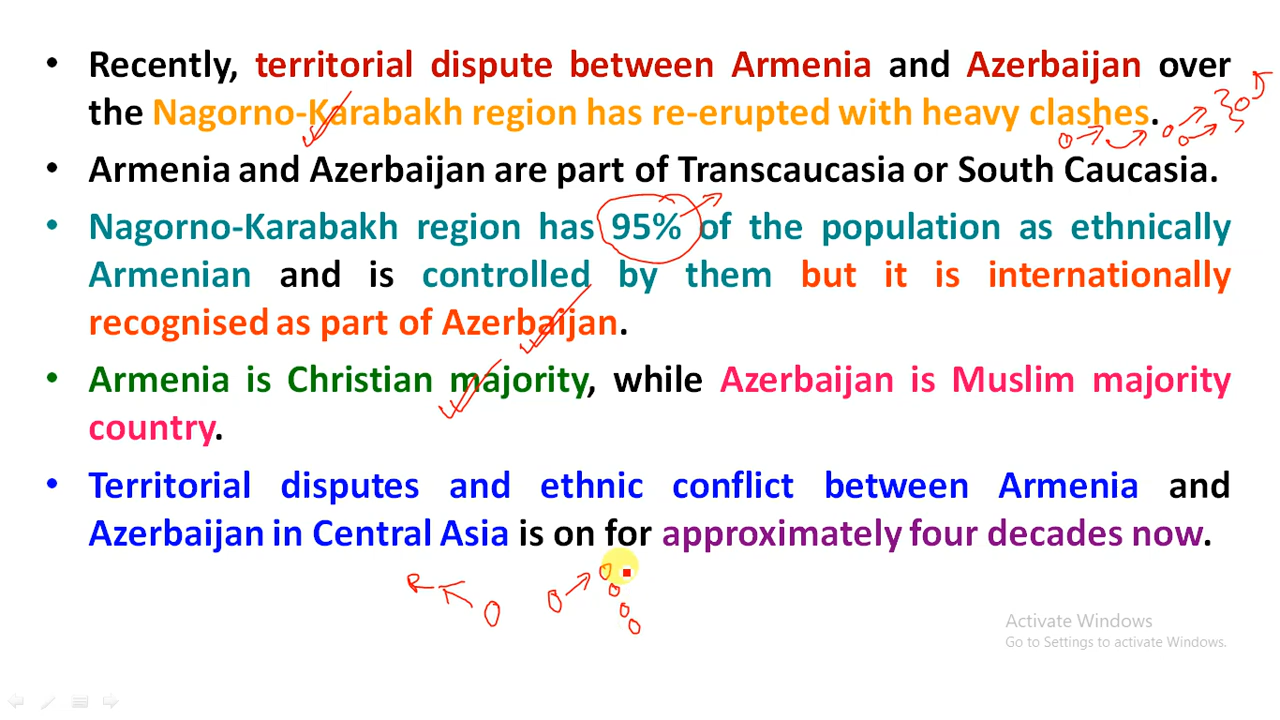 • Recently, territorial dispute between Armenia and Azerbaijan over
the Nagorno-Karabakh region has re-erupted with heavy clashes.
• Armenia and Azerbaijan are part of Transcaucasia or South Caucasia.
• Nagorno-Karabakh region has 95% of the population as ethnically
Armenian and is controlled by them but it is internationally
recognised as part of Azerbaijan.
• Armenia is Christian majority, while Azerbaijan is Muslim majority
country.
• Territorial disputes and ethnic conflict between Armenia and
Azerbaijan in Central Asia is on for approximately four decades now.
Activate Windows
Go to Settings to activate Windows.